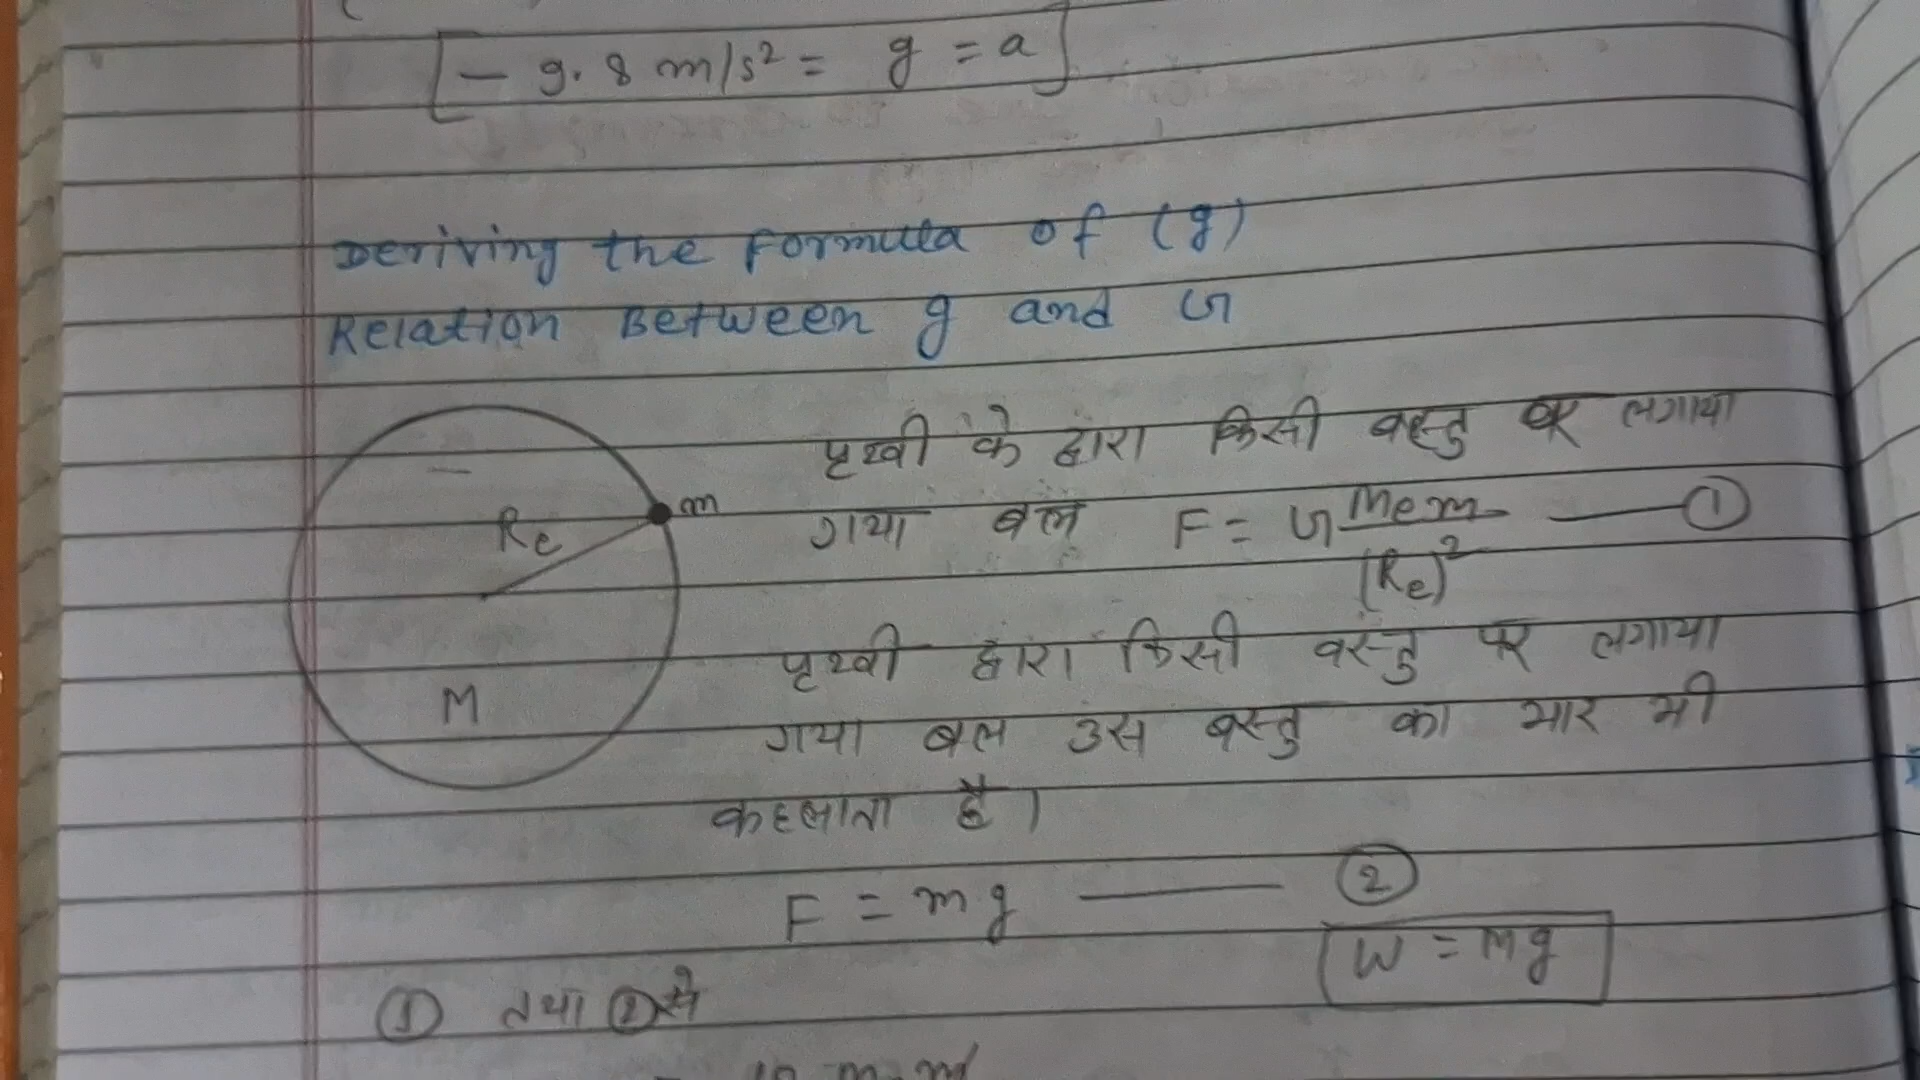 [- 9.8 m/s² = g = a]
Deriving the Formula of (g)
Relation Between g and G
पृथ्वी के द्वारा किसी वस्तु पर लगाया
गया बल F = G Mem/(Re)² —— ①
m
Re
पृथ्वी द्वारा किसी वस्तु पर लगाया
M
गया बल उस वस्तु का भार भी
कहलाता है।
F = mg —— ②
W = mg
① तथा ② से